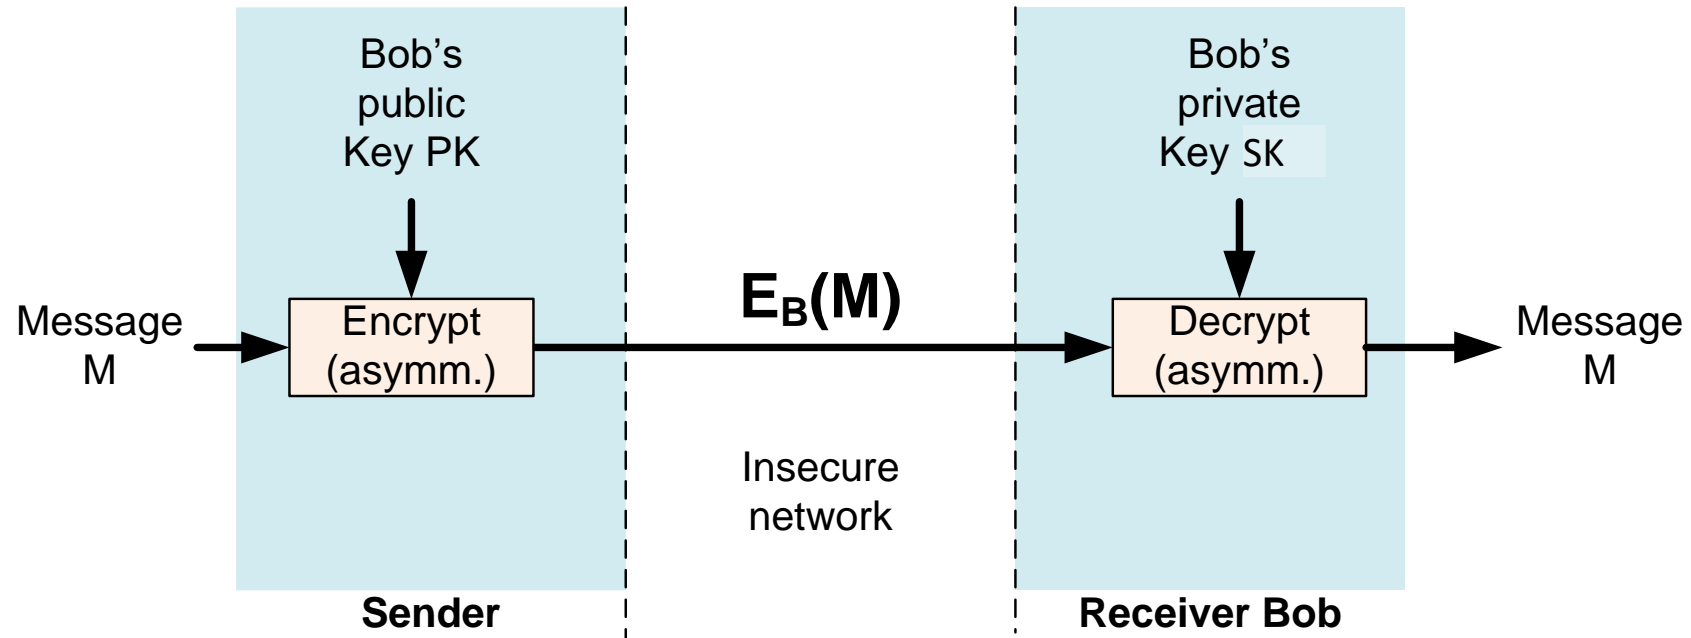 Bob's
public
Key PK
Bob's
private
Key SK
Message
M
Encrypt
(asymm.)
E_B(M)
Decrypt
(asymm.)
Message
M
Insecure
network
Sender
Receiver Bob